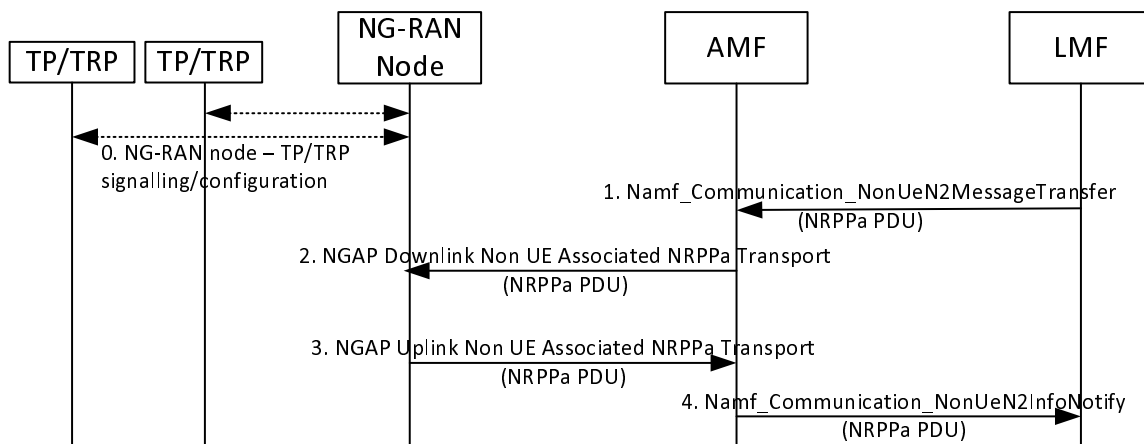 TP/TRP
TP/TRP
NG-RAN
Node
AMF
LMF
0. NG-RAN node – TP/TRP
signalling/configuration
1. Namf_Communication_NonUeN2MessageTransfer
(NRPPa PDU)
2. NGAP Downlink Non UE Associated NRPPa Transport
(NRPPa PDU)
3. NGAP Uplink Non UE Associated NRPPa Transport
(NRPPa PDU)
4. Namf_Communication_NonUeN2InfoNotify
(NRPPa PDU)